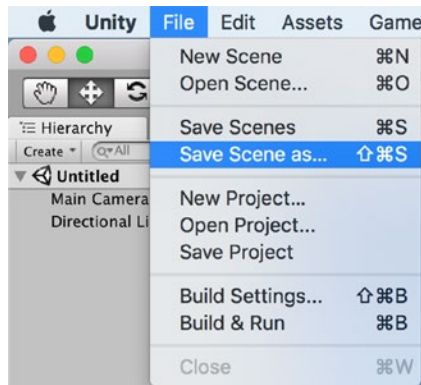 Unity File Edit Assets Game
New Scene ⌘N
Open Scene... ⌘O
Save Scenes ⌘S
Save Scene as... ⇧⌘S
New Project...
Open Project...
Save Project
Build Settings... ⇧⌘B
Build & Run ⌘B
Close ⌘W
Hierarchy
Create All
Untitled
Main Camera
Directional Li